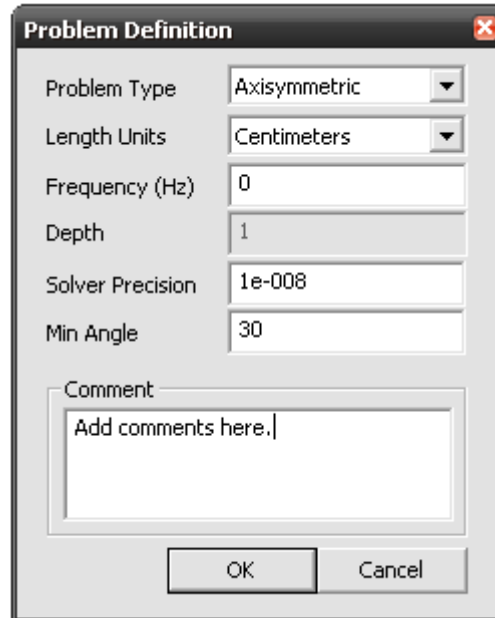 Problem Definition
Problem Type Axisymmetric
Length Units Centimeters
Frequency (Hz) 0
Depth 1
Solver Precision 1e-008
Min Angle 30
Comment
Add comments here.
OK Cancel